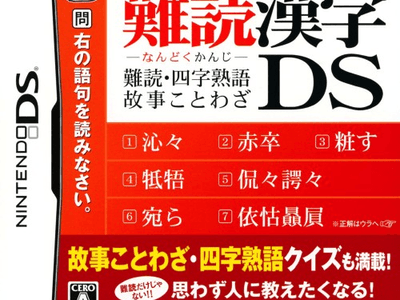 NINTENDO DS
問 右の語句を読みなさい。
難読漢字
なんどくかんじ
難読・四字熟語
故事ことわざ
DS
1 沁々 2 赤卒 3 粧す
4 牴牾 5 侃々諤々
6 宛ら 7 依怙贔屓
※正解はウラへ
故事ことわざ・四字熟語クイズも満載!
難読だけじゃない!!
思わず人に教えたくなる!
CERO
A